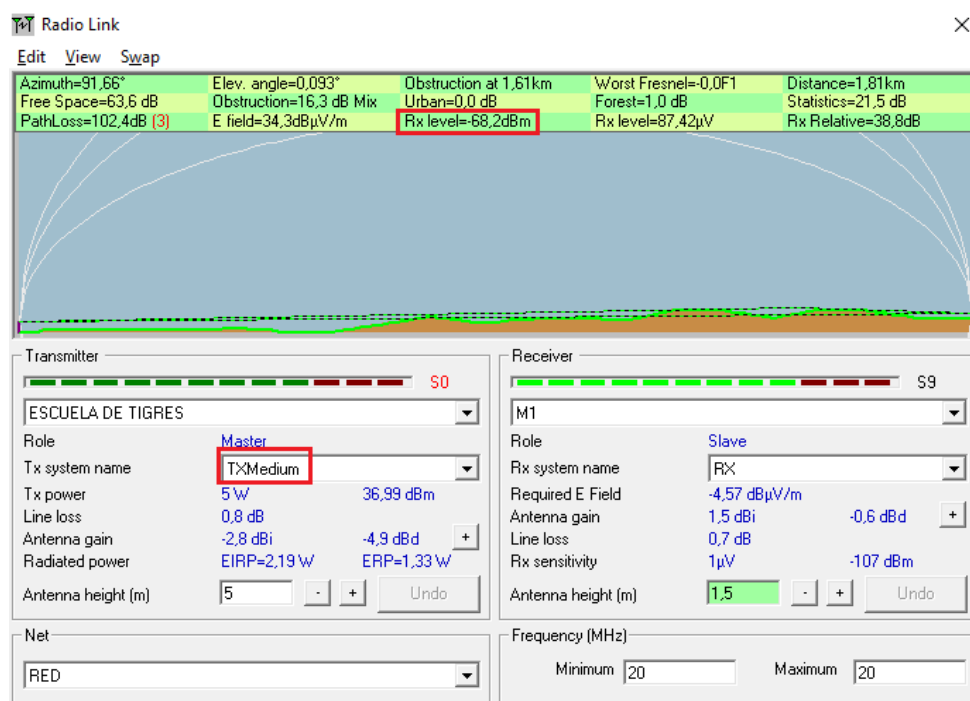 Radio Link
Edit View Swap
Azimuth=91,66° Elev. angle=0,093° Obstruction at 1,61km Worst Fresnel=-0,0F1 Distance=1,81km
Free Space=63,6 dB Obstruction=16,3 dB Mix Urban=0,0 dB Forest=1,0 dB Statistics=21,5 dB
PathLoss=102,4dB (3) E field=34,3dBµV/m Rx level=-68,2dBm Rx level=87,42µV Rx Relative=38,8dB
Transmitter
S0
ESCUELA DE TIGRES
Role Master
Tx system name TXMedium
Tx power 5 W 36,99 dBm
Line loss 0,8 dB
Antenna gain -2,8 dBi -4,9 dBd +
Radiated power EIRP=2,19 W ERP=1,33 W
Antenna height (m) 5 - + Undo
Receiver
S9
M1
Role Slave
Rx system name RX
Required E Field -4,57 dBµV/m
Antenna gain 1,5 dBi -0,6 dBd +
Line loss 0,7 dB
Rx sensitivity 1µV -107 dBm
Antenna height (m) 1,5 - + Undo
Net
RED
Frequency (MHz)
Minimum 20 Maximum 20